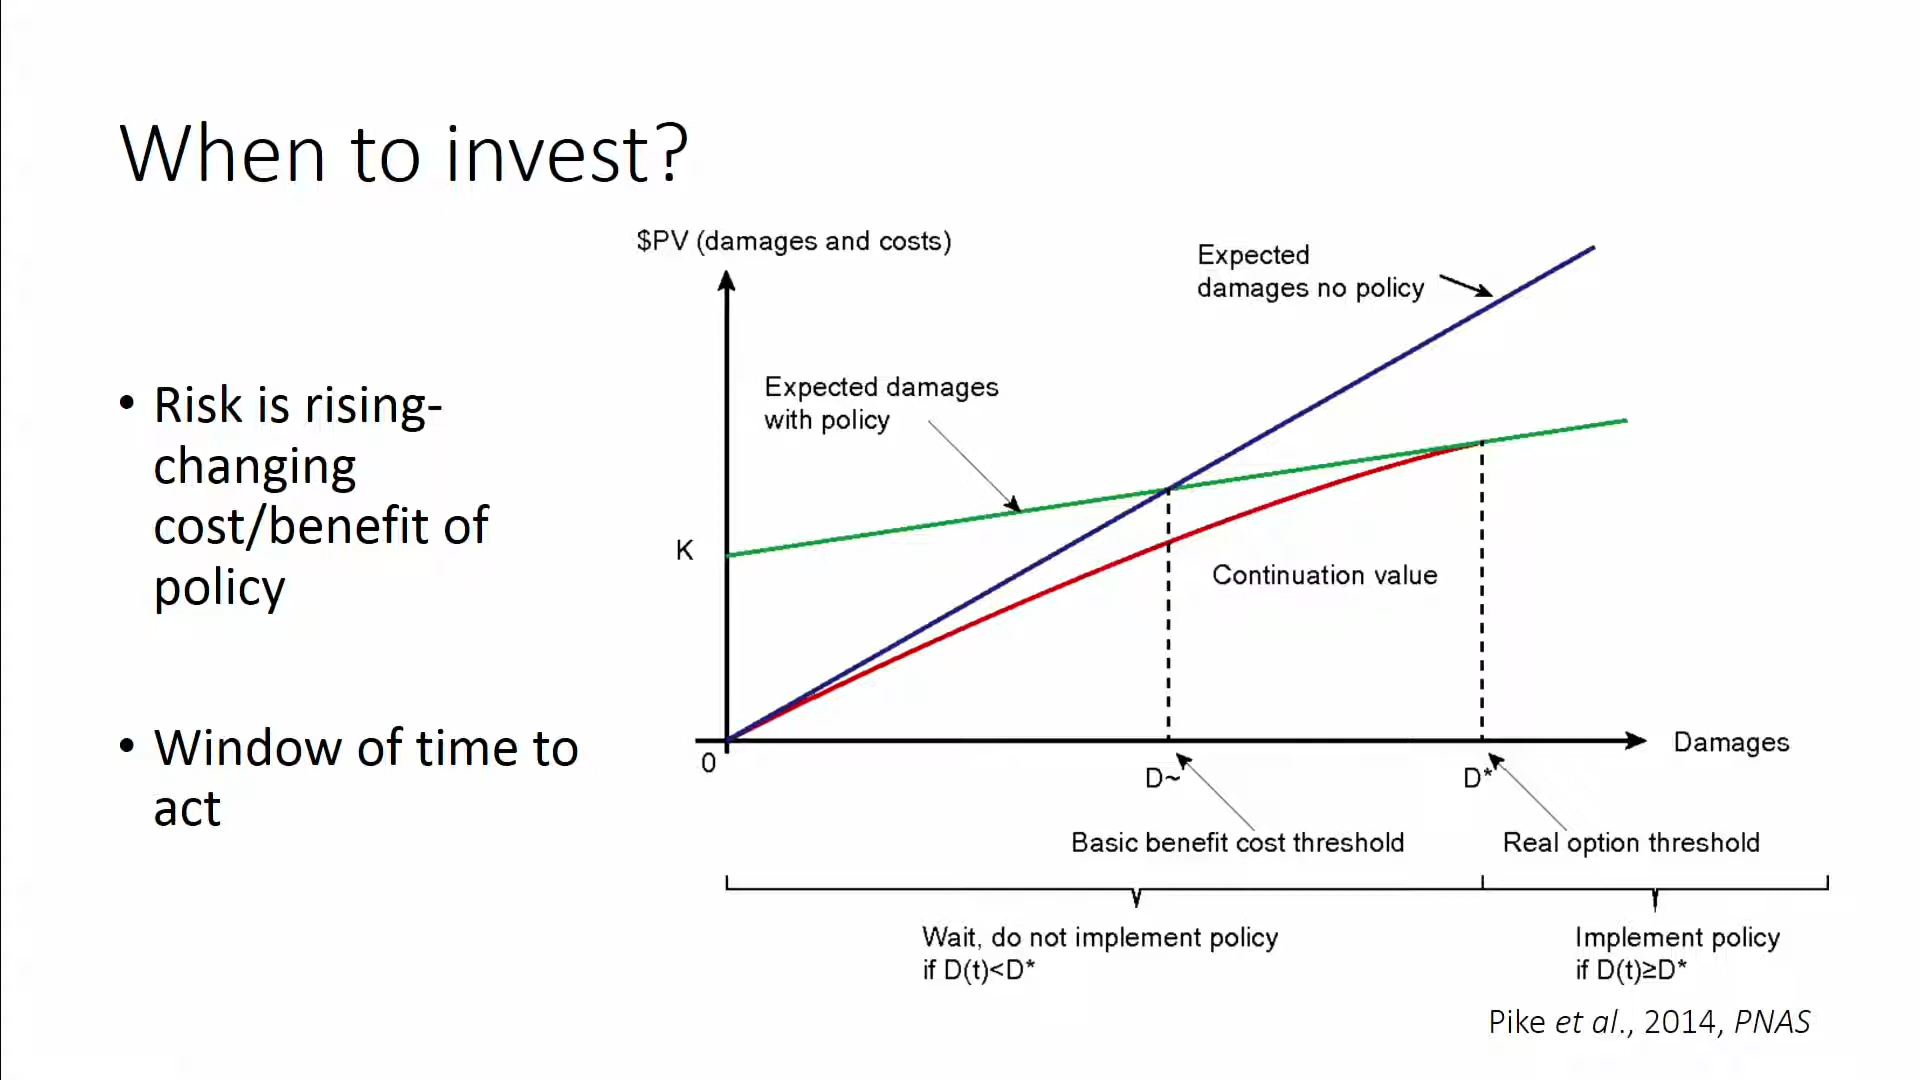 When to invest?
• Risk is rising-
changing
cost/benefit of
policy
• Window of time to
act
$PV (damages and costs)
Expected
damages no policy
Expected damages
with policy
K
Continuation value
0
Damages
D~
D*
Basic benefit cost threshold
Real option threshold
Wait, do not implement policy
if D(t)<D*
Implement policy
if D(t)≥D*
Pike et al., 2014, PNAS